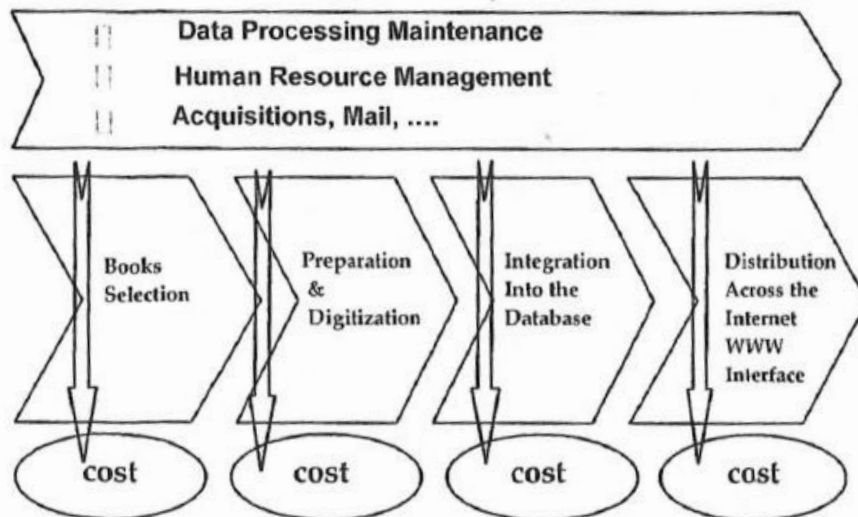 Data Processing Maintenance
Human Resource Management
Acquisitions, Mail, ....
Books
Selection
Preparation
&
Digitization
Integration
Into the
Database
Distribution
Across the
Internet
WWW
Interface
cost
cost
cost
cost